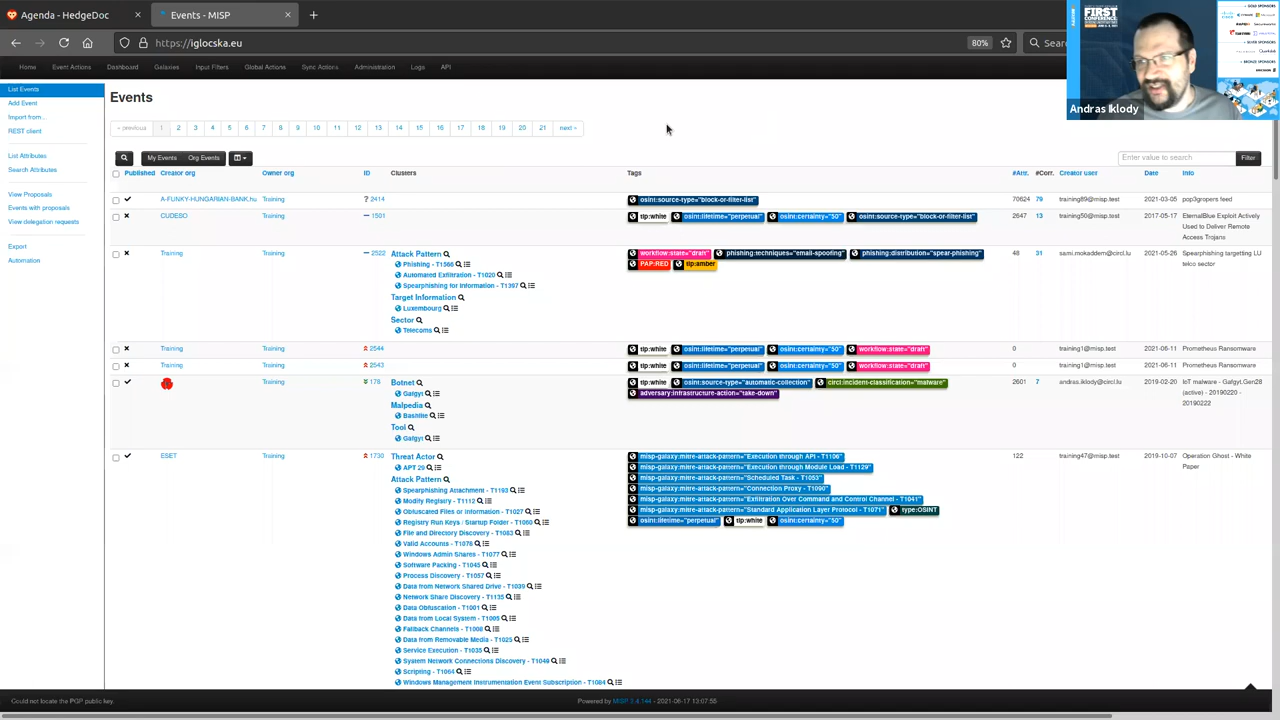 Agenda - HedgeDoc
Events - MISP
https://iglocska.eu
80%
Andras Iklody
FIRST
CONFERENCE
Home Event Actions Dashboard Galaxies Input Filters Global Actions Sync Actions Administration Logs API
List Events
Add Event
Import from...
REST client
List Attributes
Search Attributes
View Proposals
Events with proposals
View delegation requests
Export
Automation
Events
« previous 1 2 3 4 5 6 7 8 9 10 11 12 13 14 15 16 17 18 19 20 21 next »
My Events Org Events
Enter value to search Filter
Published Creator org Owner org ID Clusters Tags #Attr. #Corr. Creator user Date Info
A-FUNKY-HUNGARIAN-BANK.hu Training ? 2414 osint:source-type="block-or-filter-list" 70624 79 training89@misp.test 2021-03-05 pop3gropers feed
CUDESO Training 1501 tlp:white osint:lifetime="perpetual" osint:certainty="50" osint:source-type="block-or-filter-list" 2647 13 training50@misp.test 2017-05-17 EternalBlue Exploit Actively
Used to Deliver Remote
Access Trojans
Training Training 2522 Attack Pattern workflow:state="draft" phishing:techniques="email-spoofing" phishing:distribution="spear-phishing" 48 31 sami.mokaddem@circl.lu 2021-05-26 Spearphishing targetting LU
Phishing - T1566 PAP:RED tlp:amber telco sector
Automated Exfiltration - T1020
Spearphishing for Information - T1397
Target Information
Luxembourg
Sector
Telecoms
Training Training 2544 tlp:white osint:lifetime="perpetual" osint:certainty="50" workflow:state="draft" 0 training1@misp.test 2021-06-11 Prometheus Ransomware
Training Training 2543 tlp:white osint:lifetime="perpetual" osint:certainty="50" workflow:state="draft" 0 training1@misp.test 2021-06-11 Prometheus Ransomware
Training 178 Botnet tlp:white osint:source-type="automatic-collection" circl:incident-classification="malware" 2601 7 andras.iklody@circl.lu 2019-02-20 IoT malware - Gafgyt.Gen28
Gafgyt adversary:infrastructure-action="take-down" (active) - 20190220 -
20190222
Malpedia
Bashlite
Tool
Gafgyt
ESET Training 1730 Threat Actor misp-galaxy:mitre-attack-pattern="Execution through API - T1106" 122 training47@misp.test 2019-10-07 Operation Ghost - White
APT 29 misp-galaxy:mitre-attack-pattern="Execution through Module Load - T1129" Paper
Attack Pattern misp-galaxy:mitre-attack-pattern="Scheduled Task - T1053"
Spearphishing Attachment - T1193 misp-galaxy:mitre-attack-pattern="Connection Proxy - T1090"
Modify Registry - T1112 misp-galaxy:mitre-attack-pattern="Exfiltration Over Command and Control Channel - T1041"
Obfuscated Files or Information - T1027 misp-galaxy:mitre-attack-pattern="Standard Application Layer Protocol - T1071" type:OSINT
Registry Run Keys / Startup Folder - T1060 osint:lifetime="perpetual" tlp:white osint:certainty="50"
File and Directory Discovery - T1083
Valid Accounts - T1078
Windows Admin Shares - T1077
Software Packing - T1045
Process Discovery - T1057
Data from Network Shared Drive - T1039
Network Share Discovery - T1135
Data Obfuscation - T1001
Data from Local System - T1005
Fallback Channels - T1008
Data from Removable Media - T1025
Service Execution - T1035
System Network Connections Discovery - T1049
Scripting - T1064
Windows Management Instrumentation Event Subscription - T1084
Could not locate the PGP public key. Powered by MISP 2.4.144 - 2021-06-17 13:07:55